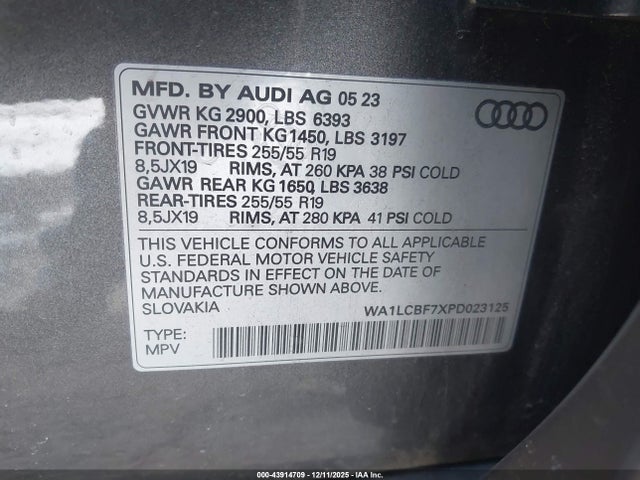 MFD. BY AUDI AG 05 23
GVWR KG 2900, LBS 6393
GAWR FRONT KG 1450, LBS 3197
FRONT-TIRES 255/55 R19
8,5JX19 RIMS, AT 260 KPA 38 PSI COLD
GAWR REAR KG 1650, LBS 3638
REAR-TIRES 255/55 R19
8,5JX19 RIMS, AT 280 KPA 41 PSI COLD
THIS VEHICLE CONFORMS TO ALL APPLICABLE
U.S. FEDERAL MOTOR VEHICLE SAFETY
STANDARDS IN EFFECT ON THE DATE OF
MANUFACTURE SHOWN ABOVE.
SLOVAKIA WA1LCBF7XPD023125
TYPE:
MPV
000-43914709 - 12/11/2025 - IAA Inc.